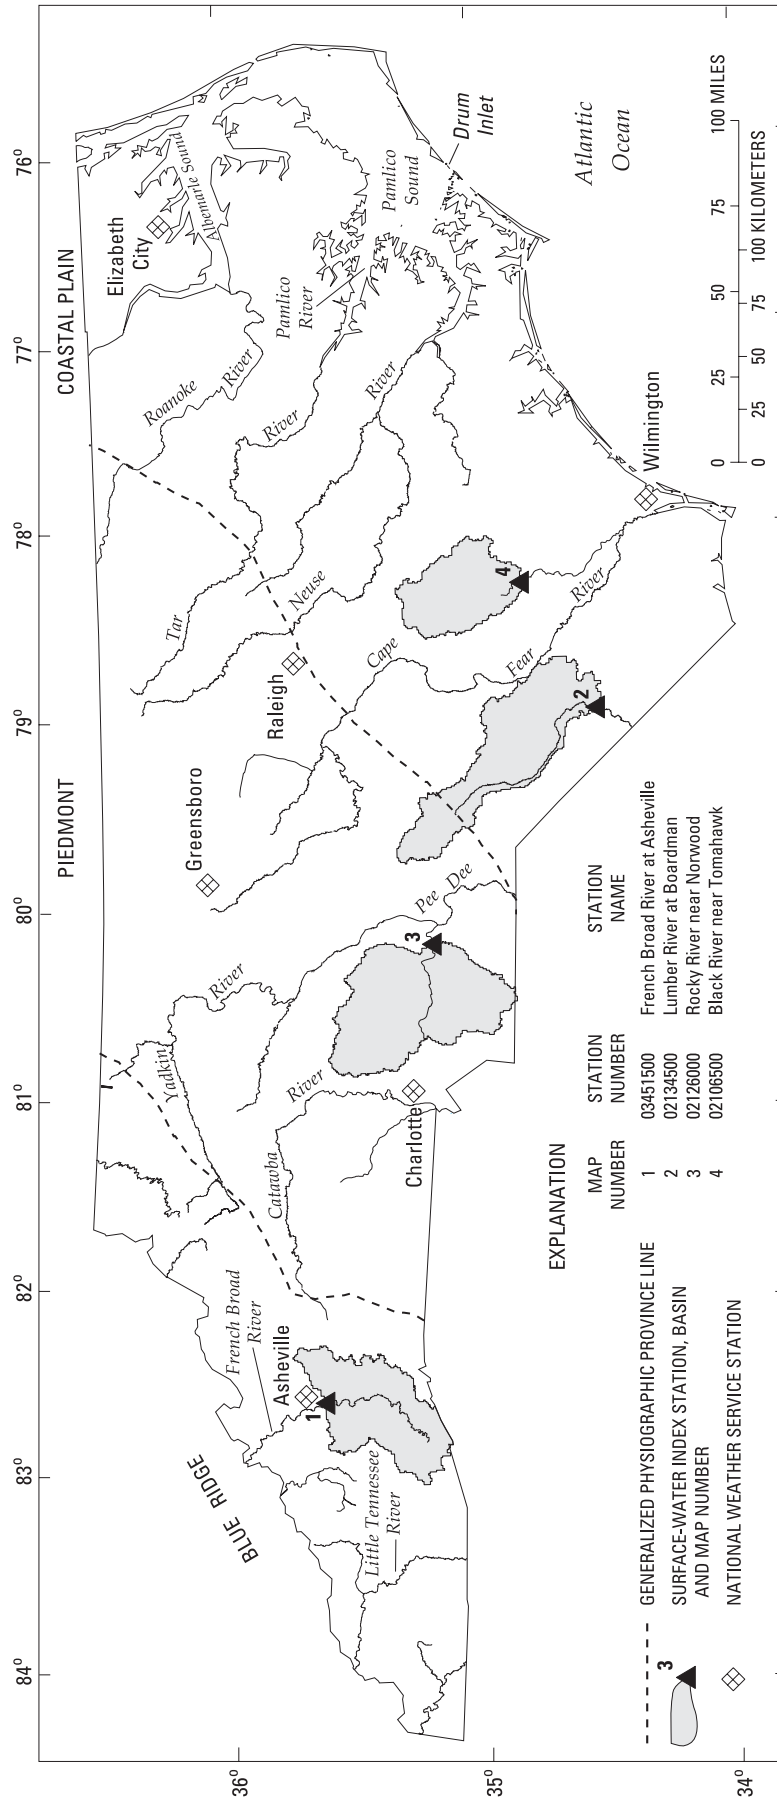 84°
83°
82°
81°
80°
79°
78°
77°
76°
36°
35°
34°
BLUE RIDGE
PIEDMONT
COASTAL PLAIN
French Broad
River
Asheville
1
Little Tennessee
River
Catawba
River
Yadkin
River
Charlotte
3
Pee Dee
Greensboro
Raleigh
Tar
River
Neuse
River
Cape
Fear
River
2
4
Roanoke
River
Elizabeth
City
Albemarle Sound
Pamlico
River
Pamlico
Sound
Drum
Inlet
Atlantic
Ocean
Wilmington
0 25 50 75 100 MILES
0 25 50 75 100 KILOMETERS
EXPLANATION
GENERALIZED PHYSIOGRAPHIC PROVINCE LINE
3
SURFACE-WATER INDEX STATION, BASIN
AND MAP NUMBER
NATIONAL WEATHER SERVICE STATION
MAP STATION STATION
NUMBER NUMBER NAME
1 03451500 French Broad River at Asheville
2 02134500 Lumber River at Boardman
3 02126000 Rocky River near Norwood
4 02106500 Black River near Tomahawk